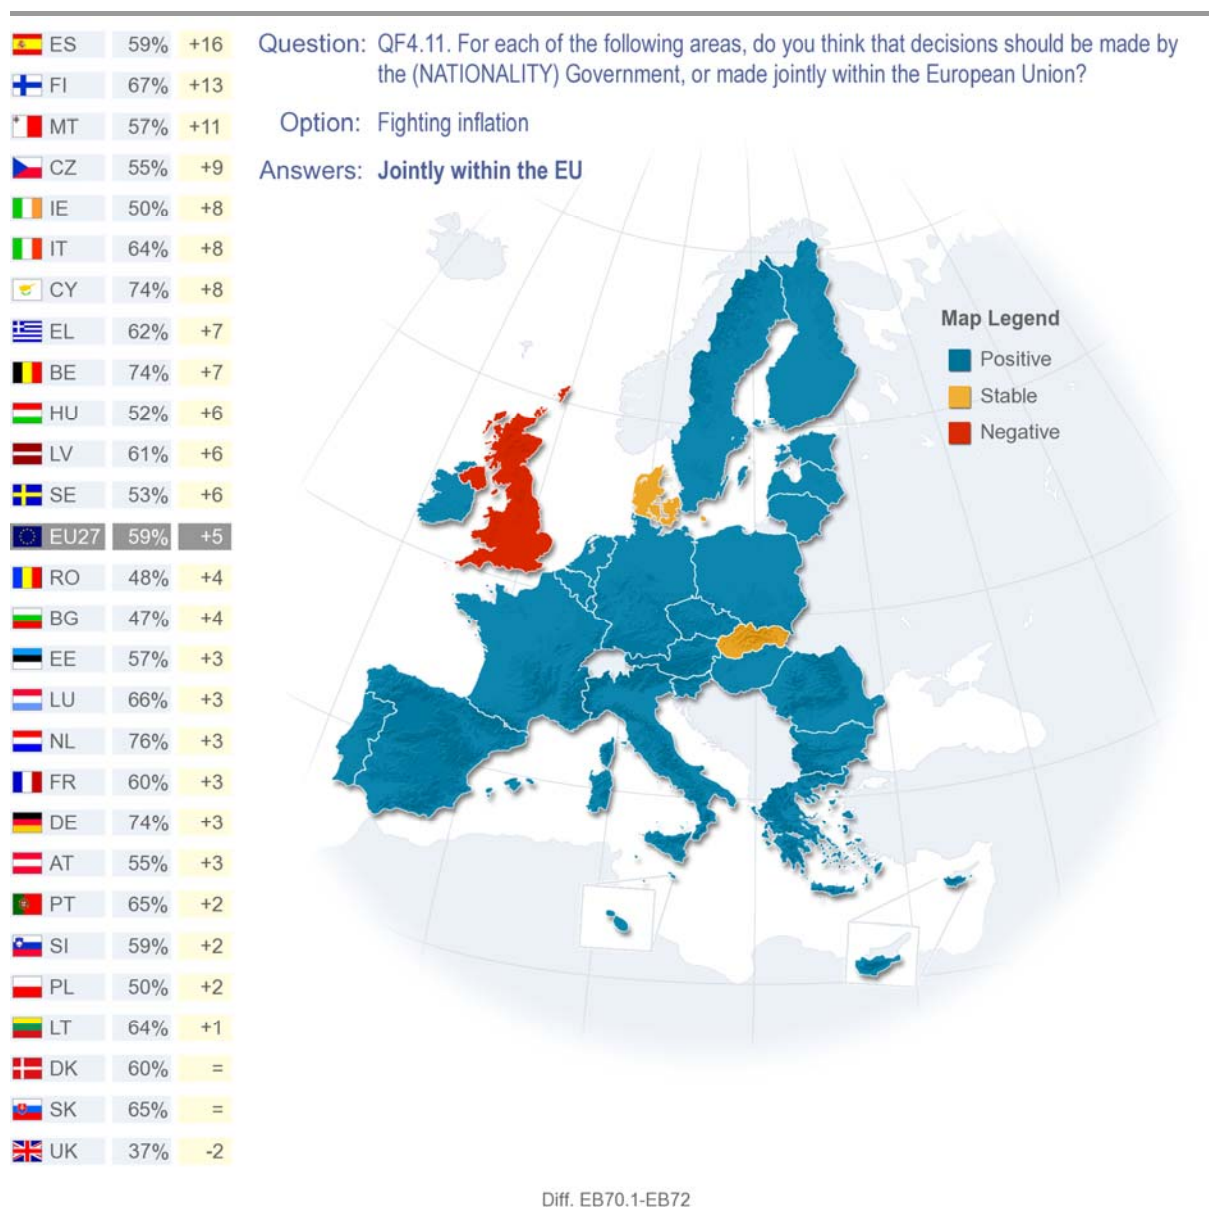 ES 59% +16
FI 67% +13
MT 57% +11
CZ 55% +9
IE 50% +8
IT 64% +8
CY 74% +8
EL 62% +7
BE 74% +7
HU 52% +6
LV 61% +6
SE 53% +6
EU27 59% +5
RO 48% +4
BG 47% +4
EE 57% +3
LU 66% +3
NL 76% +3
FR 60% +3
DE 74% +3
AT 55% +3
PT 65% +2
SI 59% +2
PL 50% +2
LT 64% +1
DK 60% =
SK 65% =
UK 37% -2
Question: QF4.11. For each of the following areas, do you think that decisions should be made by
the (NATIONALITY) Government, or made jointly within the European Union?
Option: Fighting inflation
Answers: Jointly within the EU
Map Legend
Positive
Stable
Negative
Diff. EB70.1-EB72